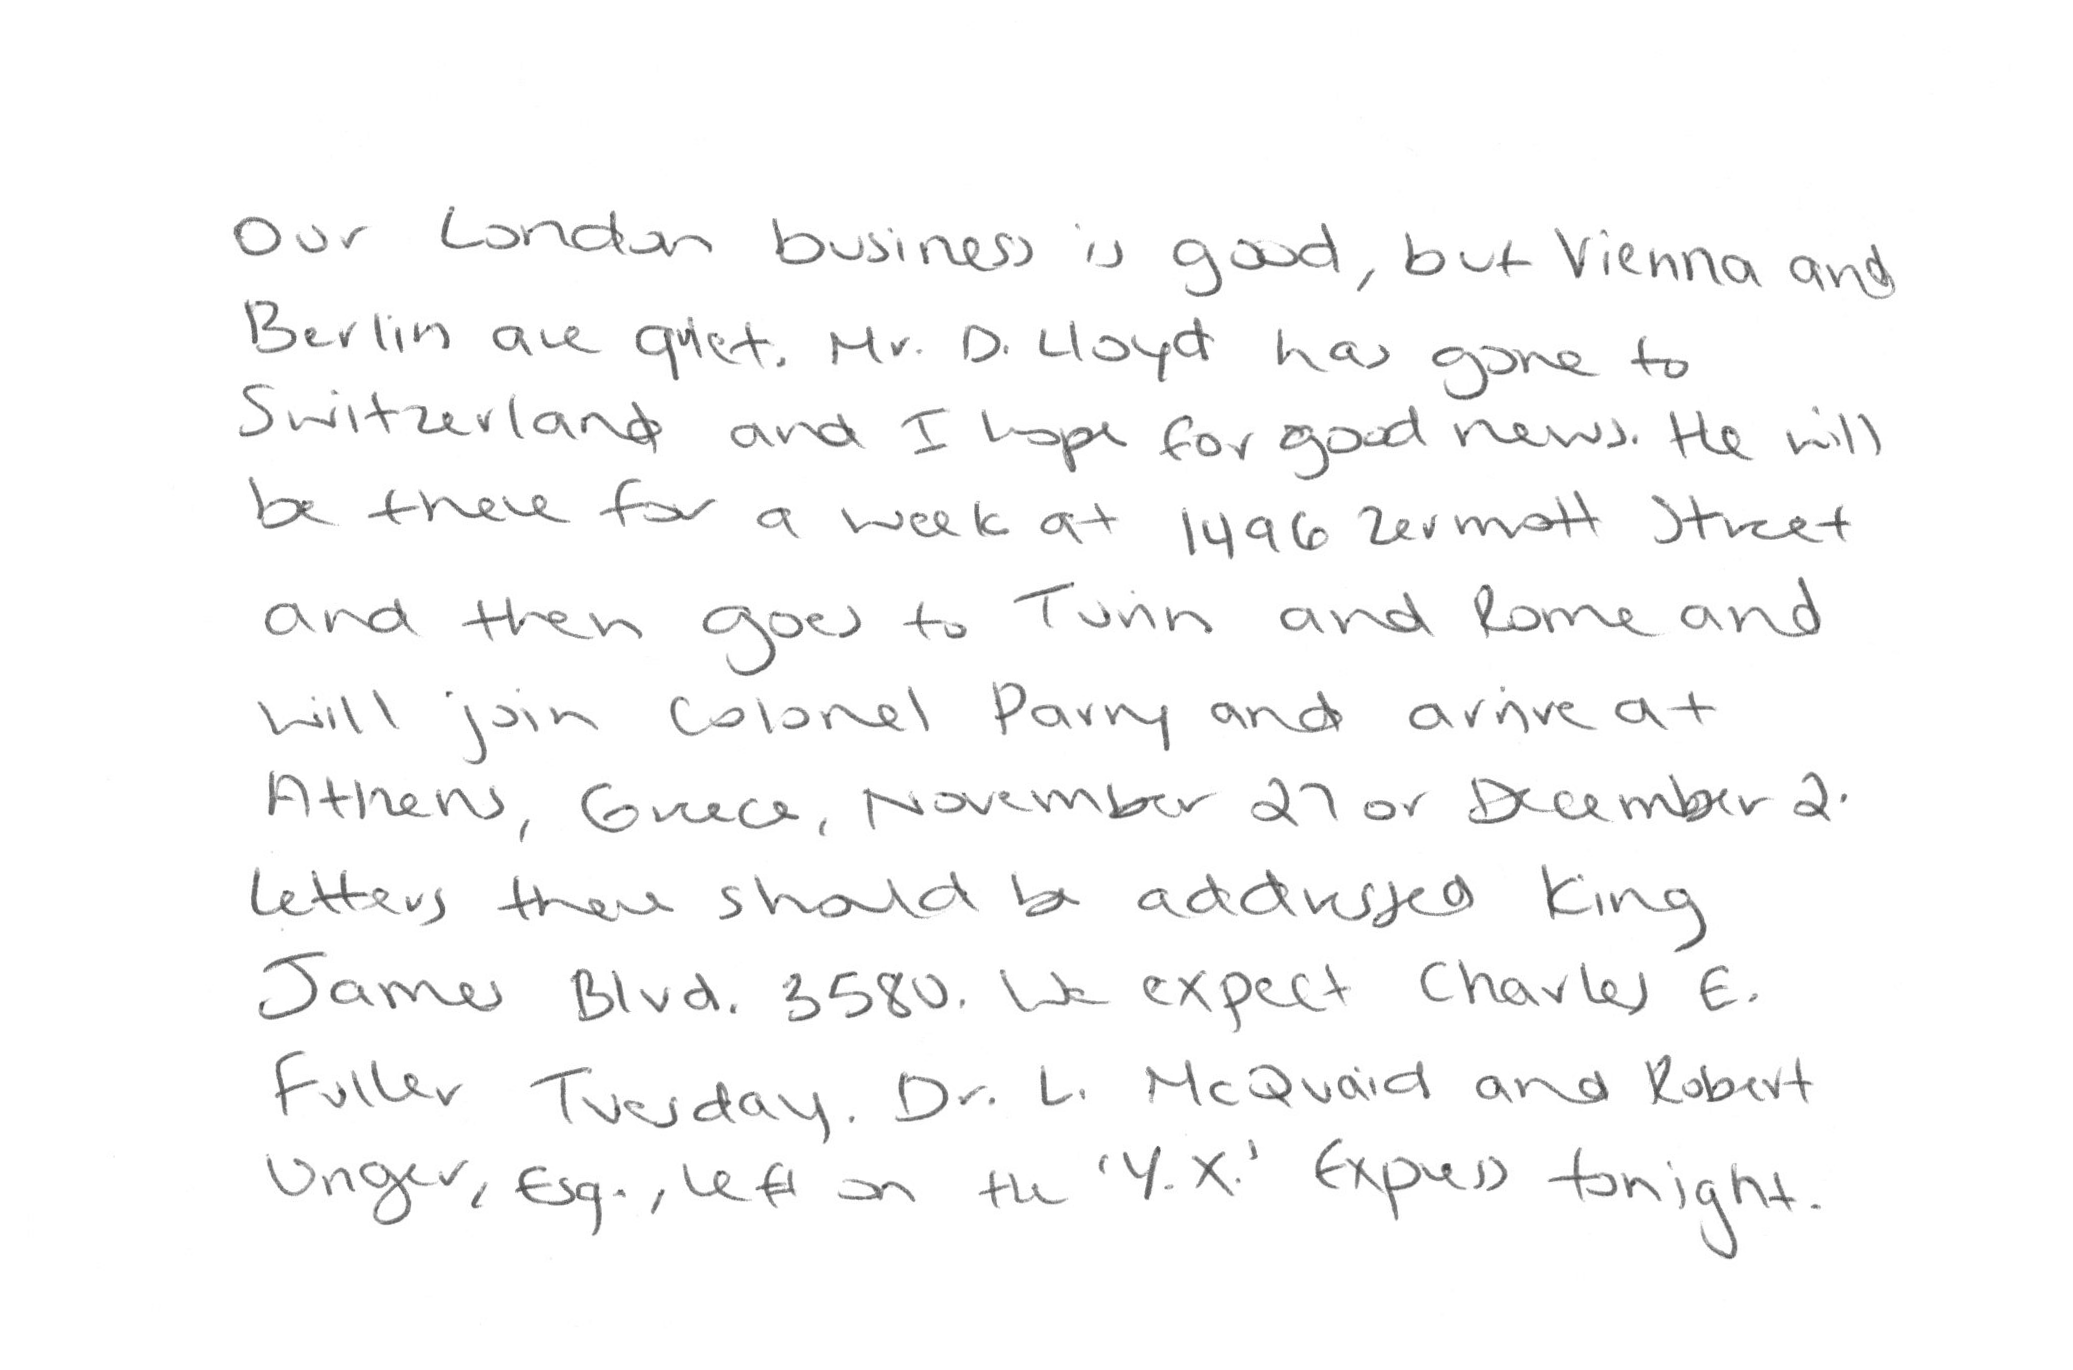 Our London business is good, but Vienna and
Berlin are quiet. Mr. D. Lloyd has gone to
Switzerland and I hope for good news. He will
be there for a week at 1496 Zermott Street
and then goes to Turin and Rome and
will join Colonel Parry and arrive at
Athens, Greece, November 27 or December 2.
Letters there should be addressed King
James Blvd. 3580. We expect Charles E.
Fuller Tuesday. Dr. L. McQuaid and Robert
Unger, Esq., left on the 'Y.X.' Express tonight.